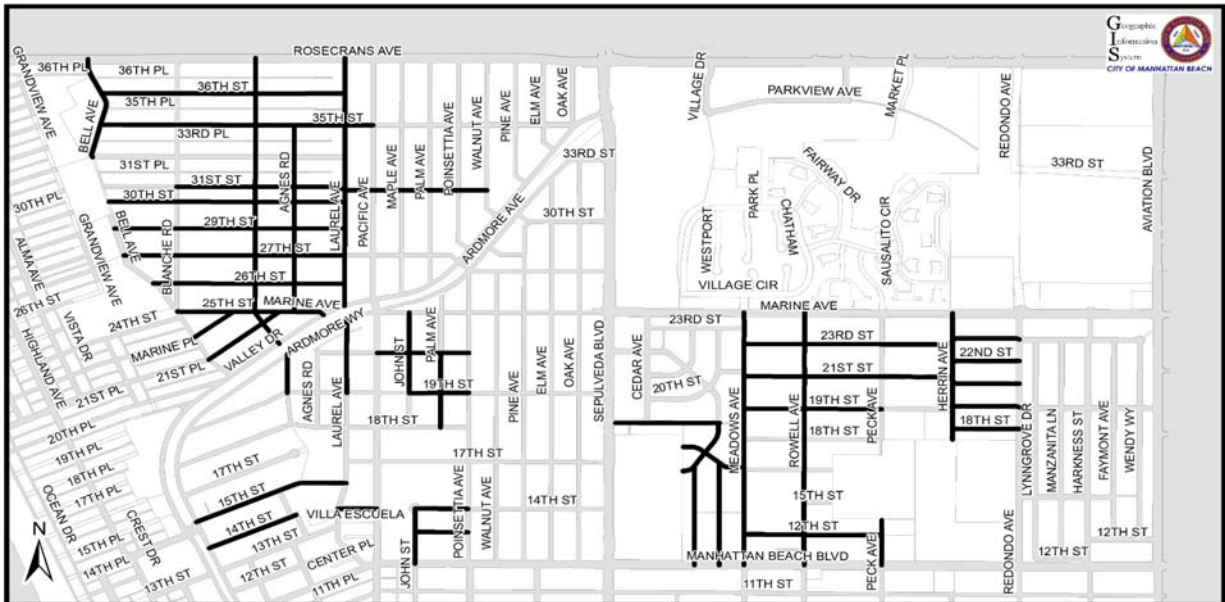 Geographic
Information
System
CITY OF MANHATTAN BEACH
ROSECRANS AVE
GRANDVIEW AVE
36TH PL
36TH PL
36TH ST
35TH PL
35TH ST
33RD PL
BELL AVE
31ST PL
31ST ST
30TH ST
29TH ST
27TH ST
26TH ST
25TH ST
MARINE AVE
AGNES RD
LAUREL AVE
PACIFIC AVE
MAPLE AVE
PALM AVE
POINSETTIA AVE
WALNUT AVE
PINE AVE
ELM AVE
OAK AVE
33RD ST
30TH ST
ARDMORE AVE
VILLAGE DR
PARKVIEW AVE
MARKET PL
REDONDO AVE
33RD ST
AVIATION BLVD
FAIRWAY DR
PARK PL
CHATHAM
WESTPORT
SAUSALITO CIR
VILLAGE CIR
MARINE AVE
30TH PL
ALMA AVE
GRANDVIEW AVE
BELL AVE
BLANCHE RD
26TH ST
VISTA DR
24TH ST
HIGHLAND AVE
MARINE PL
VALLEY DR
ARDMORE WY
21ST PL
21ST PL
20TH PL
19TH PL
18TH PL
17TH PL
15TH PL
14TH PL
13TH ST
OCEAN DR
CREST DR
AGNES RD
LAUREL AVE
JOHN ST
PALM AVE
19TH ST
18TH ST
17TH ST
PINE AVE
ELM AVE
OAK AVE
SEPULVEDA BLVD
17TH ST
15TH ST
14TH ST
13TH ST
12TH ST
11TH PL
CENTER PL
VILLA ESCUELA
JOHN ST
POINSETTIA AVE
WALNUT AVE
14TH ST
23RD ST
CEDAR AVE
20TH ST
MEADOWS AVE
ROWELL AVE
23RD ST
21ST ST
19TH ST
18TH ST
PECK AVE
HERRIN AVE
22ND ST
18TH ST
LYNNGROVE DR
MANZANITA LN
HARKNESS ST
FAYMONT AVE
WENDY WY
15TH ST
12TH ST
MANHATTAN BEACH BLVD
11TH ST
PECK AVE
REDONDO AVE
12TH ST
12TH ST
N